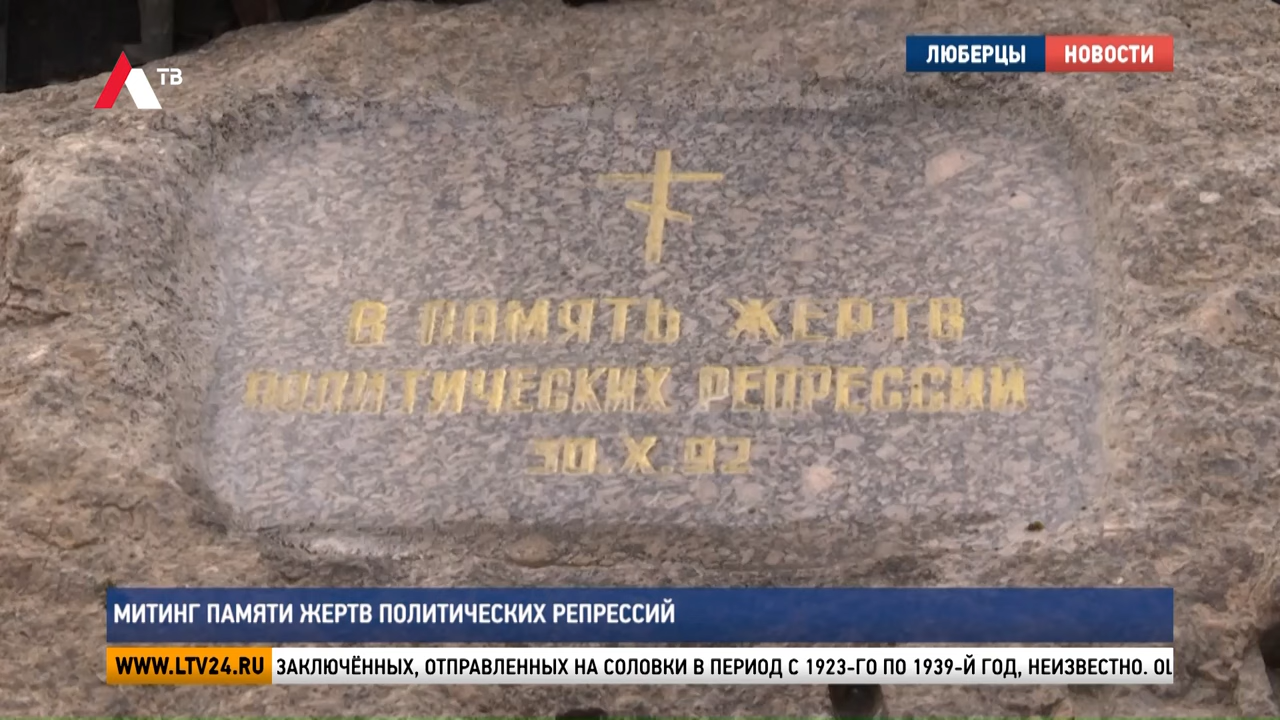 ТВ
ЛЮБЕРЦЫ НОВОСТИ
В ПАМЯТЬ ЖЕРТВ
ПОЛИТИЧЕСКИХ РЕПРЕССИЙ
30.X.92
МИТИНГ ПАМЯТИ ЖЕРТВ ПОЛИТИЧЕСКИХ РЕПРЕССИЙ
WWW.LTV24.RU ЗАКЛЮЧЁННЫХ, ОТПРАВЛЕННЫХ НА СОЛОВКИ В ПЕРИОД С 1923-ГО ПО 1939-Й ГОД, НЕИЗВЕСТНО.